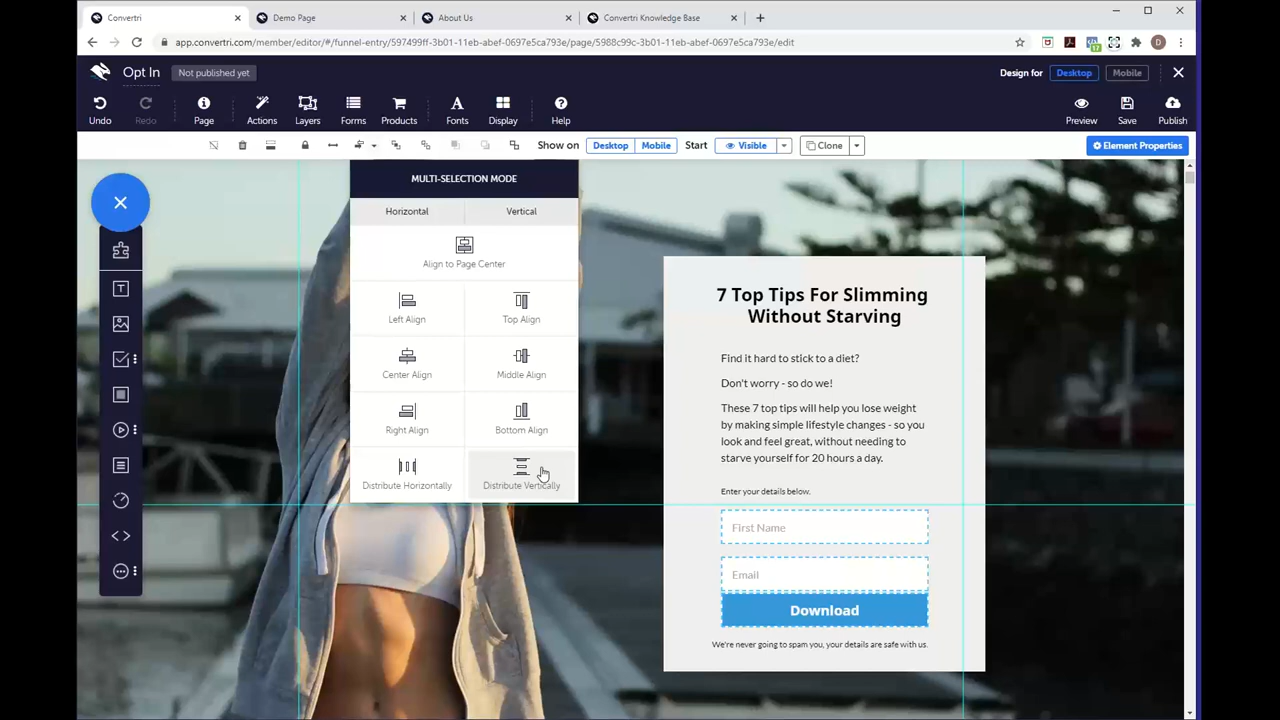 Convertri
Demo Page
About Us
Convertri Knowledge Base
app.convertri.com/member/editor/#/funnel-entry/597499ff-3b01-11eb-abef-0697e5ca793e/page/5988c99c-3b01-11eb-abef-0697e5ca793e/edit
17
D
Opt In
Not published yet
Design for
Desktop
Mobile
Undo
Redo
Page
Actions
Layers
Forms
Products
Fonts
Display
Help
Preview
Save
Publish
Show on
Desktop
Mobile
Start
Visible
Clone
Element Properties
MULTI-SELECTION MODE
Horizontal
Vertical
Align to Page Center
Left Align
Top Align
Center Align
Middle Align
Right Align
Bottom Align
Distribute Horizontally
Distribute Vertically
7 Top Tips For Slimming
Without Starving
Find it hard to stick to a diet?
Don't worry - so do we!
These 7 top tips will help you lose weight
by making simple lifestyle changes - so you
look and feel great, without needing to
starve yourself for 20 hours a day.
Enter your details below.
First Name
Email
Download
We're never going to spam you, your details are safe with us.